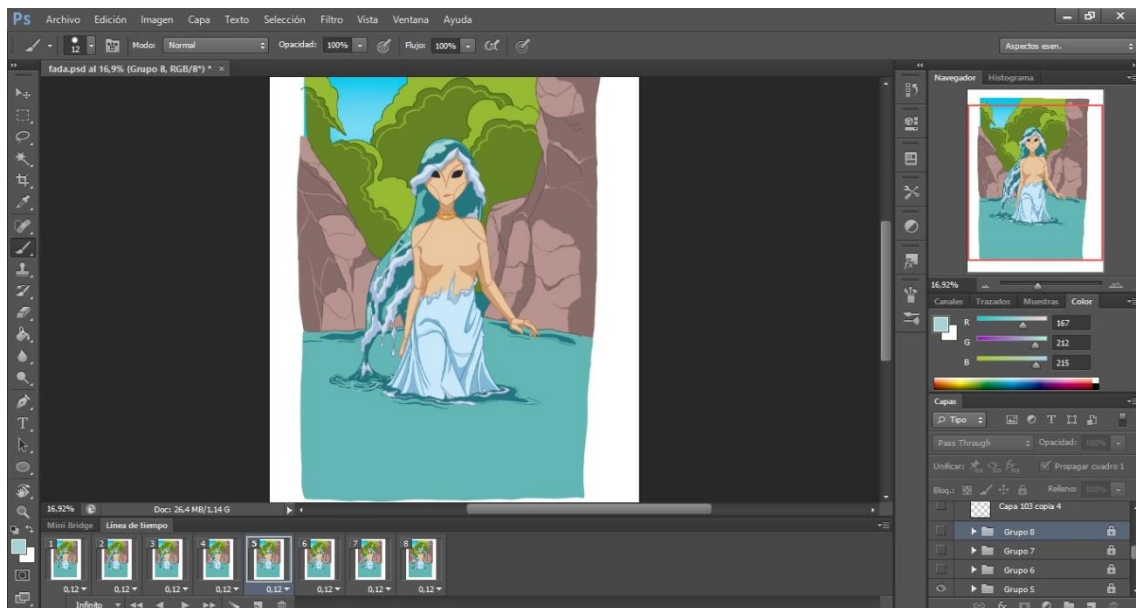 Ps Archivo Edición Imagen Capa Texto Selección Filtro Vista Ventana Ayuda
12 Modo: Normal Opacidad: 100% Flujo: 100% Aspectos esen.
fada.psd al 16,9% (Grupo 8, RGB/8*) * ×
Navegador Histograma
16,92%
Canales Trazados Muestras Color
R 167
G 212
B 215
Capas
Tipo
Pass Through Opacidad: 100%
Unificar: Propagar cuadro 1
Bloq.: Relleno: 100%
Capa 103 copia 4
Grupo 8
Grupo 7
Grupo 6
Grupo 5
16,92% Doc: 26,4 MB/1,14 G
Mini Bridge Línea de tiempo
1 2 3 4 5 6 7 8
0,12 0,12 0,12 0,12 0,12 0,12 0,12 0,12
Infinito